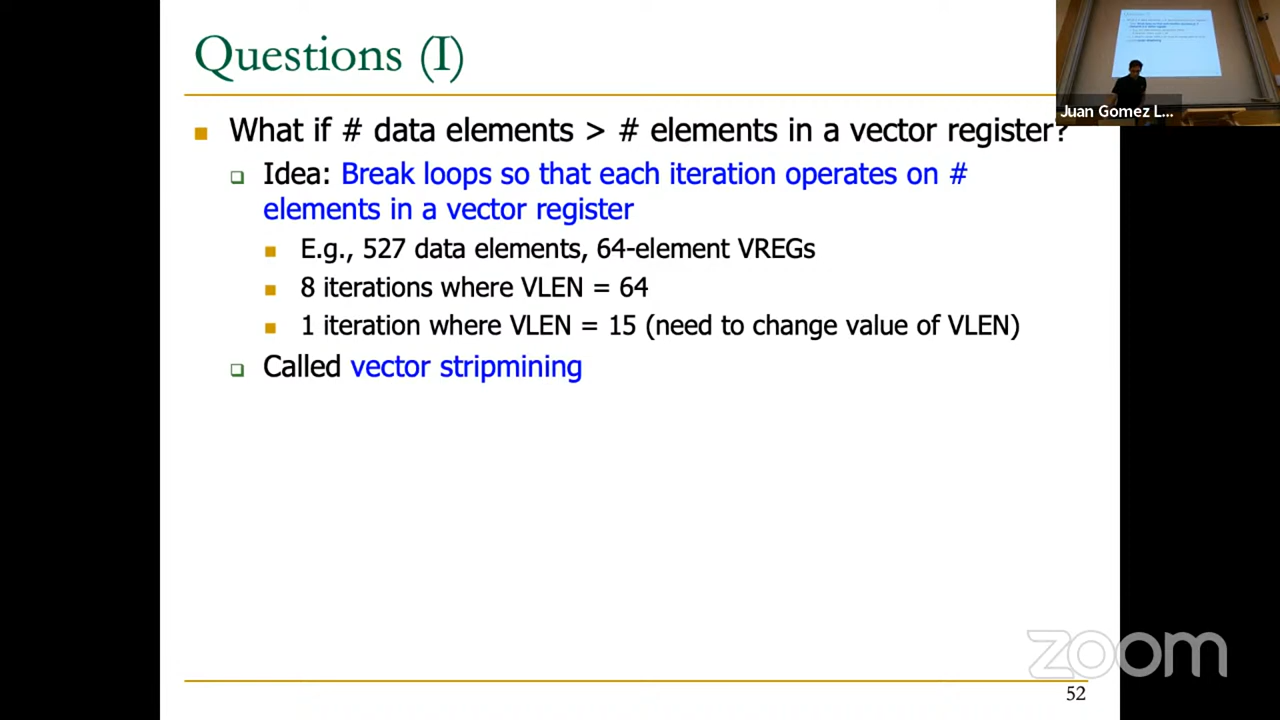 Questions (I)
Juan Gomez L...
What if # data elements > # elements in a vector register?
Idea: Break loops so that each iteration operates on #
elements in a vector register
E.g., 527 data elements, 64-element VREGs
8 iterations where VLEN = 64
1 iteration where VLEN = 15 (need to change value of VLEN)
Called vector stripmining
zoom
52